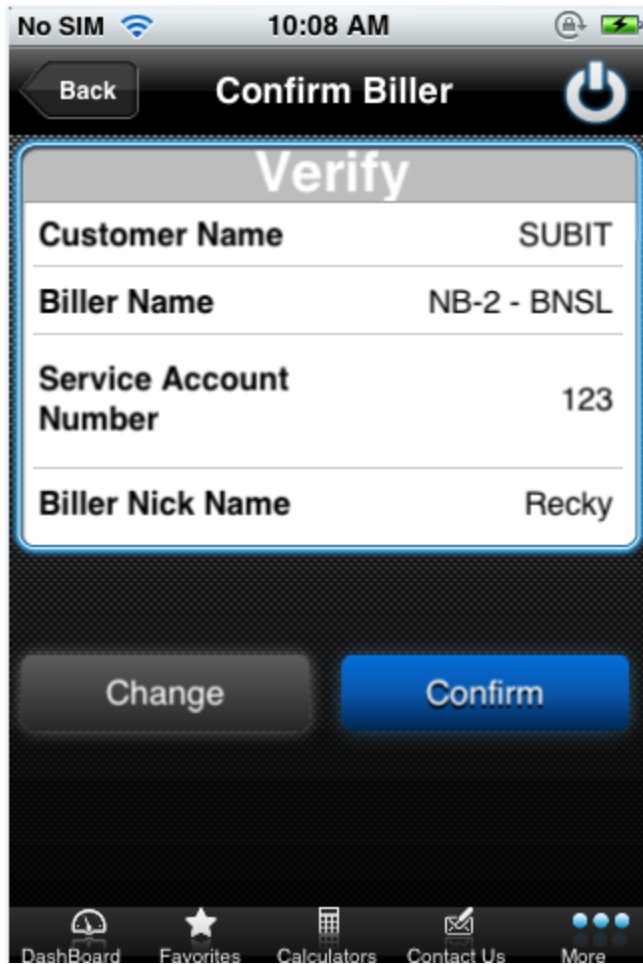 No SIM 10:08 AM
Back Confirm Biller
Verify
Customer Name SUBIT
Biller Name NB-2 - BNSL
Service Account
Number 123
Biller Nick Name Recky
Change Confirm
DashBoard Favorites Calculators Contact Us More